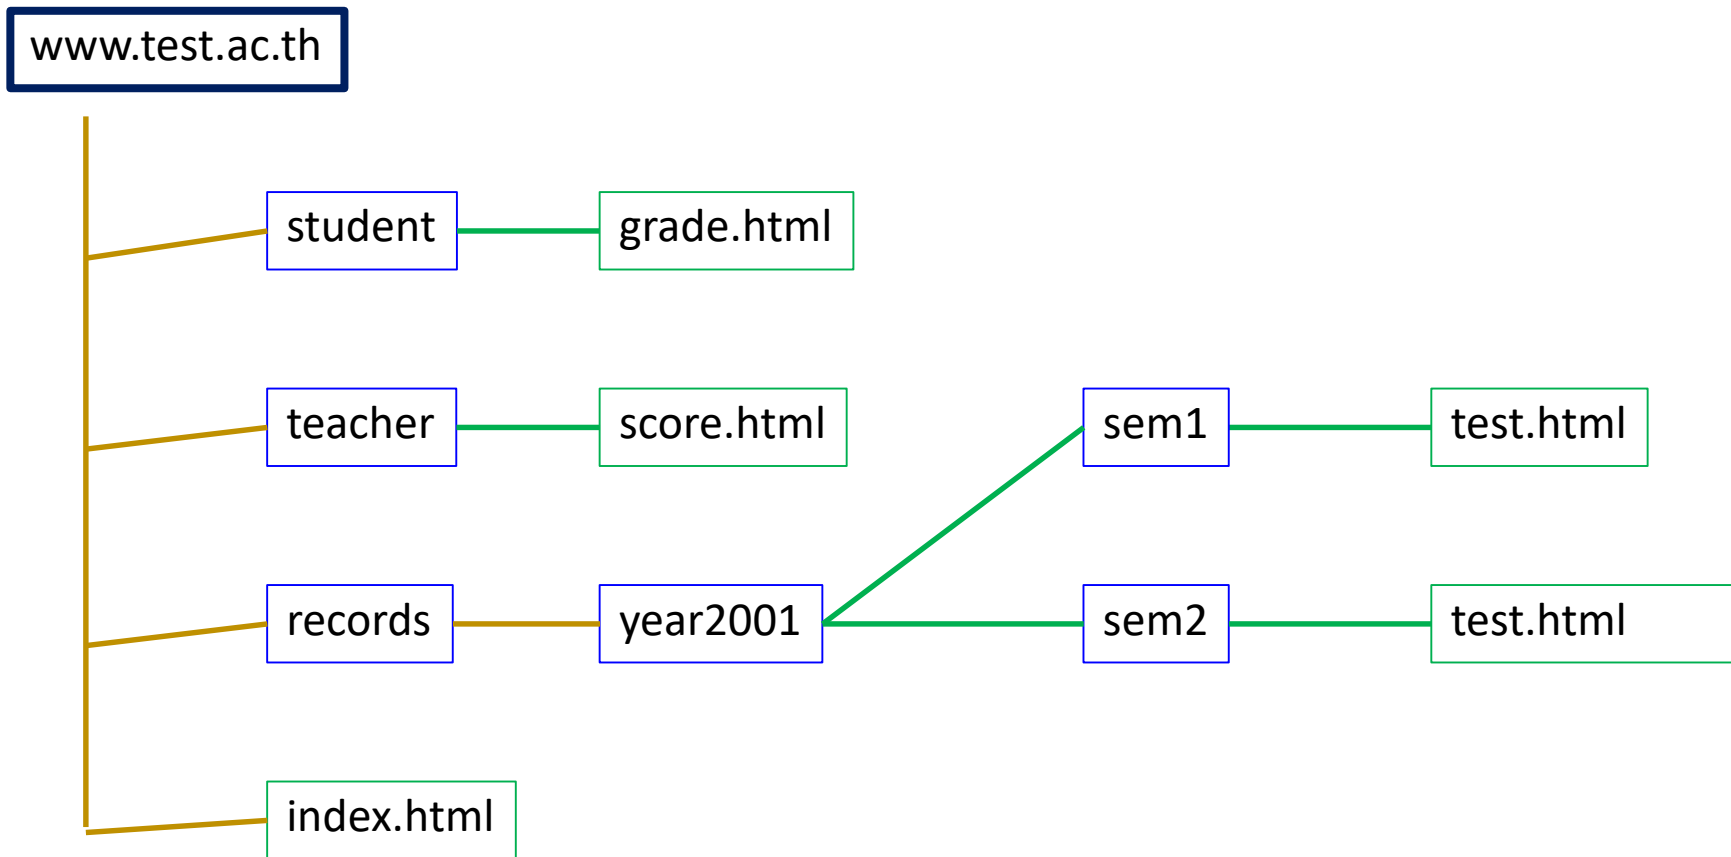 www.test.ac.th
student
grade.html
teacher
score.html
sem1
test.html
records
year2001
sem2
test.html
index.html